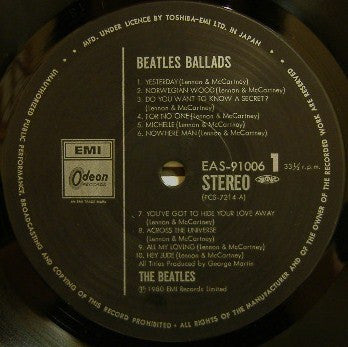 MFD. UNDER LICENCE BY TOSHIBA-EMI LTD. IN JAPAN
ALL RIGHTS OF THE MANUFACTURER AND OF THE OWNER OF THE RECORDED WORK ARE RESERVED
UNAUTHORISED PUBLIC PERFORMANCE BROADCASTING AND COPYING OF THIS RECORD PROHIBITED
BEATLES BALLADS
1. YESTERDAY (Lennon & McCartney)
2. NORWEGIAN WOOD (Lennon & McCartney)
3. DO YOU WANT TO KNOW A SECRET?
(Lennon & McCartney)
4. FOR NO ONE (Lennon & McCartney)
5. MICHELLE (Lennon & McCartney)
6. NOWHERE MAN (Lennon & McCartney)
EMI
Odeon
RECORDS
EAS-91006 1 33⅓ r.p.m.
STEREO
(PCS-7214 A)
7. YOU'VE GOT TO HIDE YOUR LOVE AWAY
(Lennon & McCartney)
8. ACROSS THE UNIVERSE
(Lennon & McCartney)
9. ALL MY LOVING (Lennon & McCartney)
10. HEY JUDE (Lennon & McCartney)
All Titles Produced by George Martin
THE BEATLES
℗ 1980 EMI Records Limited